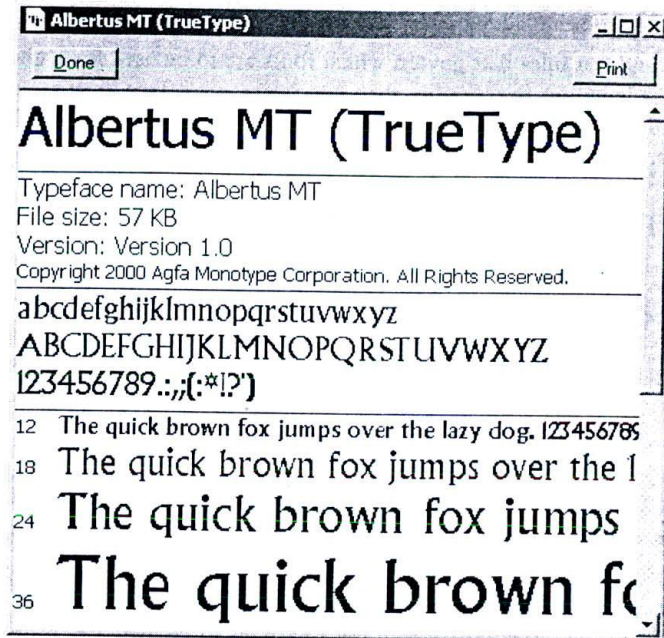 Albertus MT (TrueType)
Done
Print
Albertus MT (TrueType)
Typeface name: Albertus MT
File size: 57 KB
Version: Version 1.0
Copyright 2000 Agfa Monotype Corporation. All Rights Reserved.
abcdefghijklmnopqrstuvwxyz
ABCDEFGHIJKLMNOPQRSTUVWXYZ
123456789.:,;(:*!?')
12 The quick brown fox jumps over the lazy dog. 123456789
18 The quick brown fox jumps over the l
24 The quick brown fox jumps
36 The quick brown fo